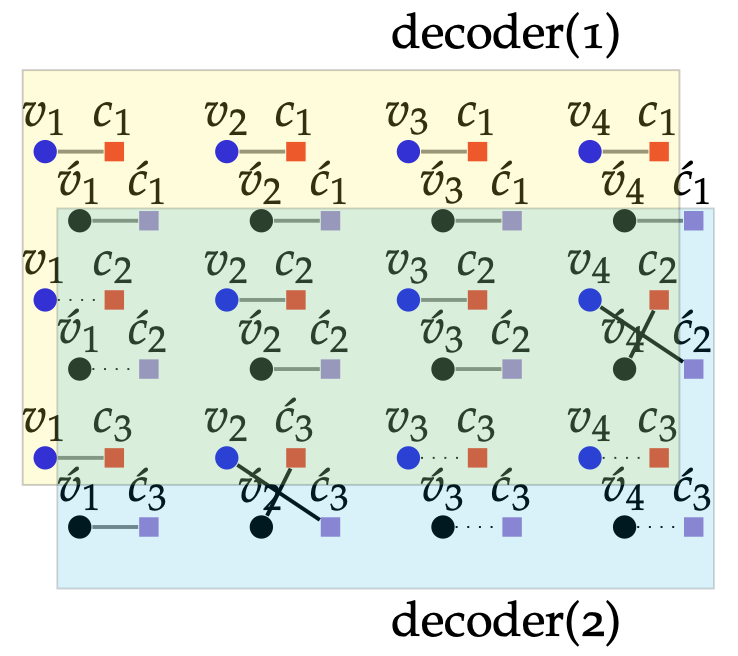 decoder(1)
v₁ c₁ v₂ c₁ v₃ c₁ v₄ c₁
v́₁ ć₁ v́₂ ć₁ v́₃ ć₁ v́₄ ć₁
v₁ c₂ v₂ c₂ v₃ c₂ v₄ c₂
v́₁ ć₂ v́₂ ć₂ v́₃ ć₂ v́₄ ć₂
v₁ c₃ v₂ ć₃ v₃ c₃ v₄ c₃
v́₁ ć₃ v́₂ ć₃ v́₃ ć₃ v́₄ ć₃
decoder(2)